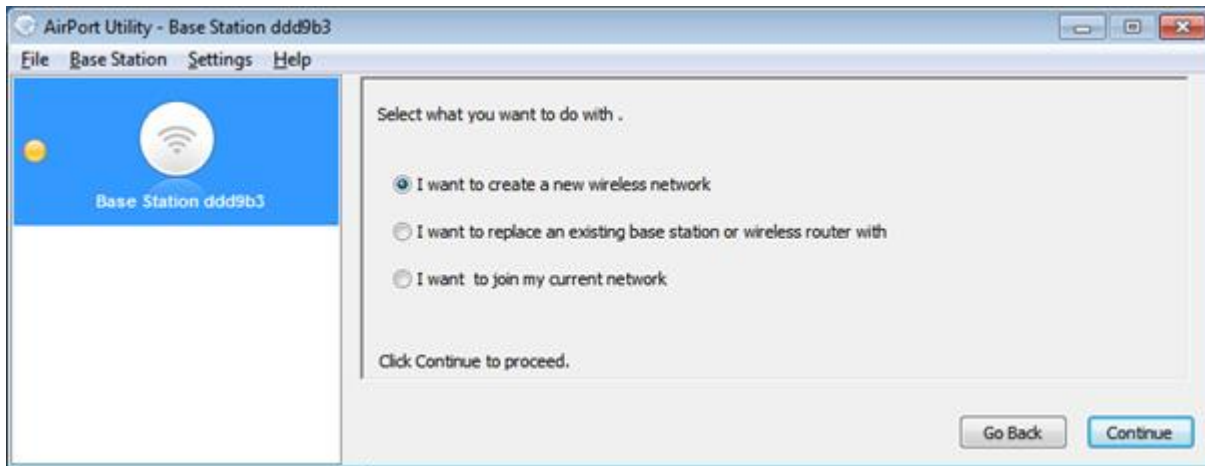 AirPort Utility - Base Station ddd9b3
File Base Station Settings Help
Base Station ddd9b3
Select what you want to do with .
I want to create a new wireless network
I want to replace an existing base station or wireless router with
I want  to join my current network
Click Continue to proceed.
Go Back Continue